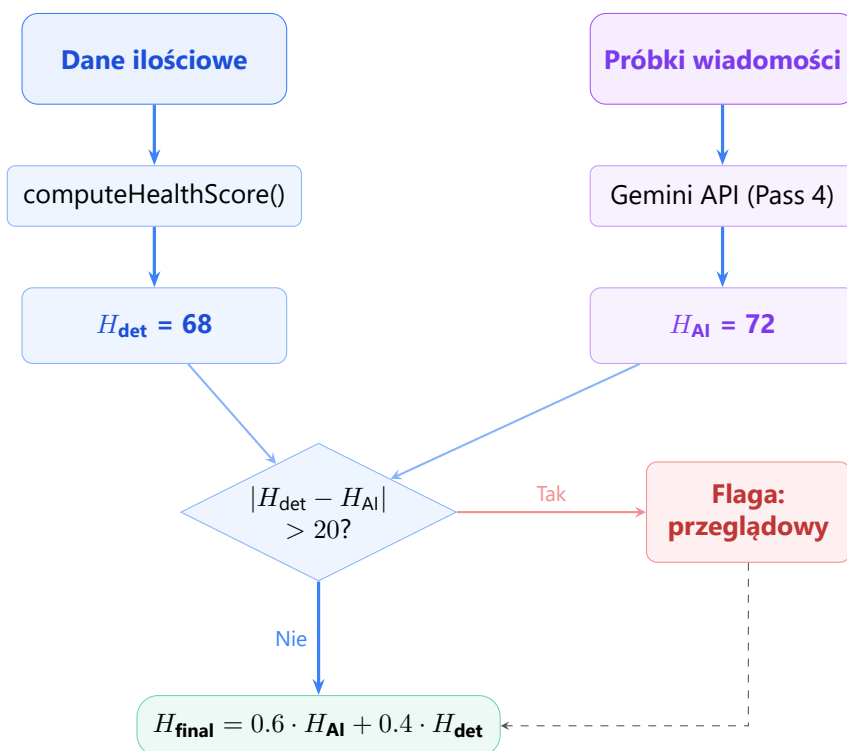 Dane ilościowe
Próbki wiadomości
computeHealthScore()
Gemini API (Pass 4)
H_det = 68
H_AI = 72
|H_det − H_AI|
> 20?
Tak
Flaga:
przeglądowy
Nie
H_final = 0.6 · H_AI + 0.4 · H_det